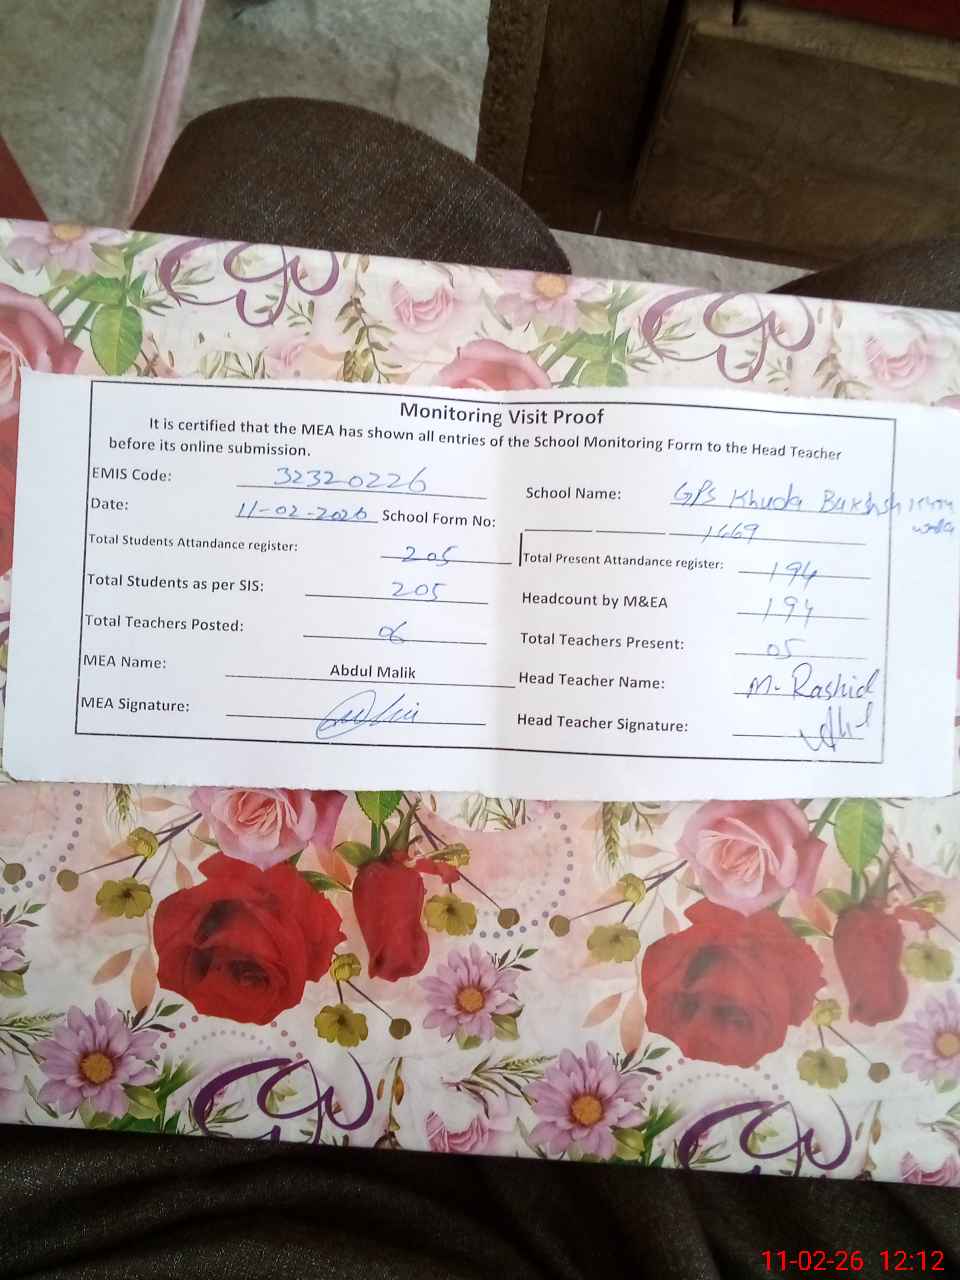 Monitoring Visit Proof
It is certified that the MEA has shown all entries of the School Monitoring Form to the Head Teacher
before its online submission.
EMIS Code: 32320226 School Name: GPS Khuda Bakhsh
Date: 11-02-2026 School Form No: 1669
Total Students Attandance register: 205 Total Present Attandance register: 194
Total Students as per SIS: 205 Headcount by M&EA 194
Total Teachers Posted: 06 Total Teachers Present: 05
MEA Name: Abdul Malik Head Teacher Name: M. Rashid
MEA Signature: Head Teacher Signature:
11-02-26 12:12